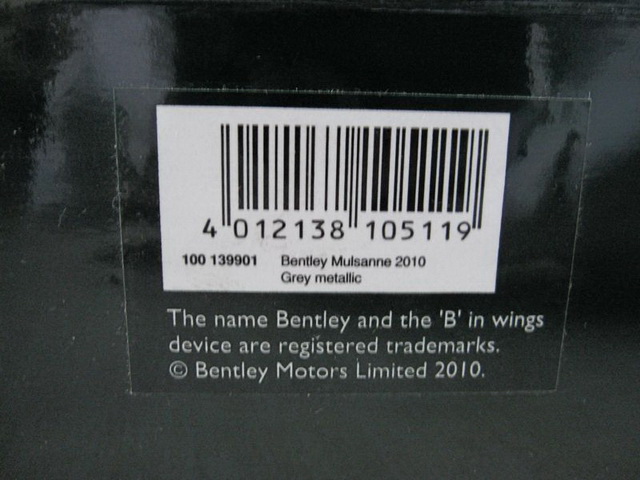 4 012138 105119
100 139901 Bentley Mulsanne 2010
Grey metallic
The name Bentley and the 'B' in wings
device are registered trademarks.
© Bentley Motors Limited 2010.